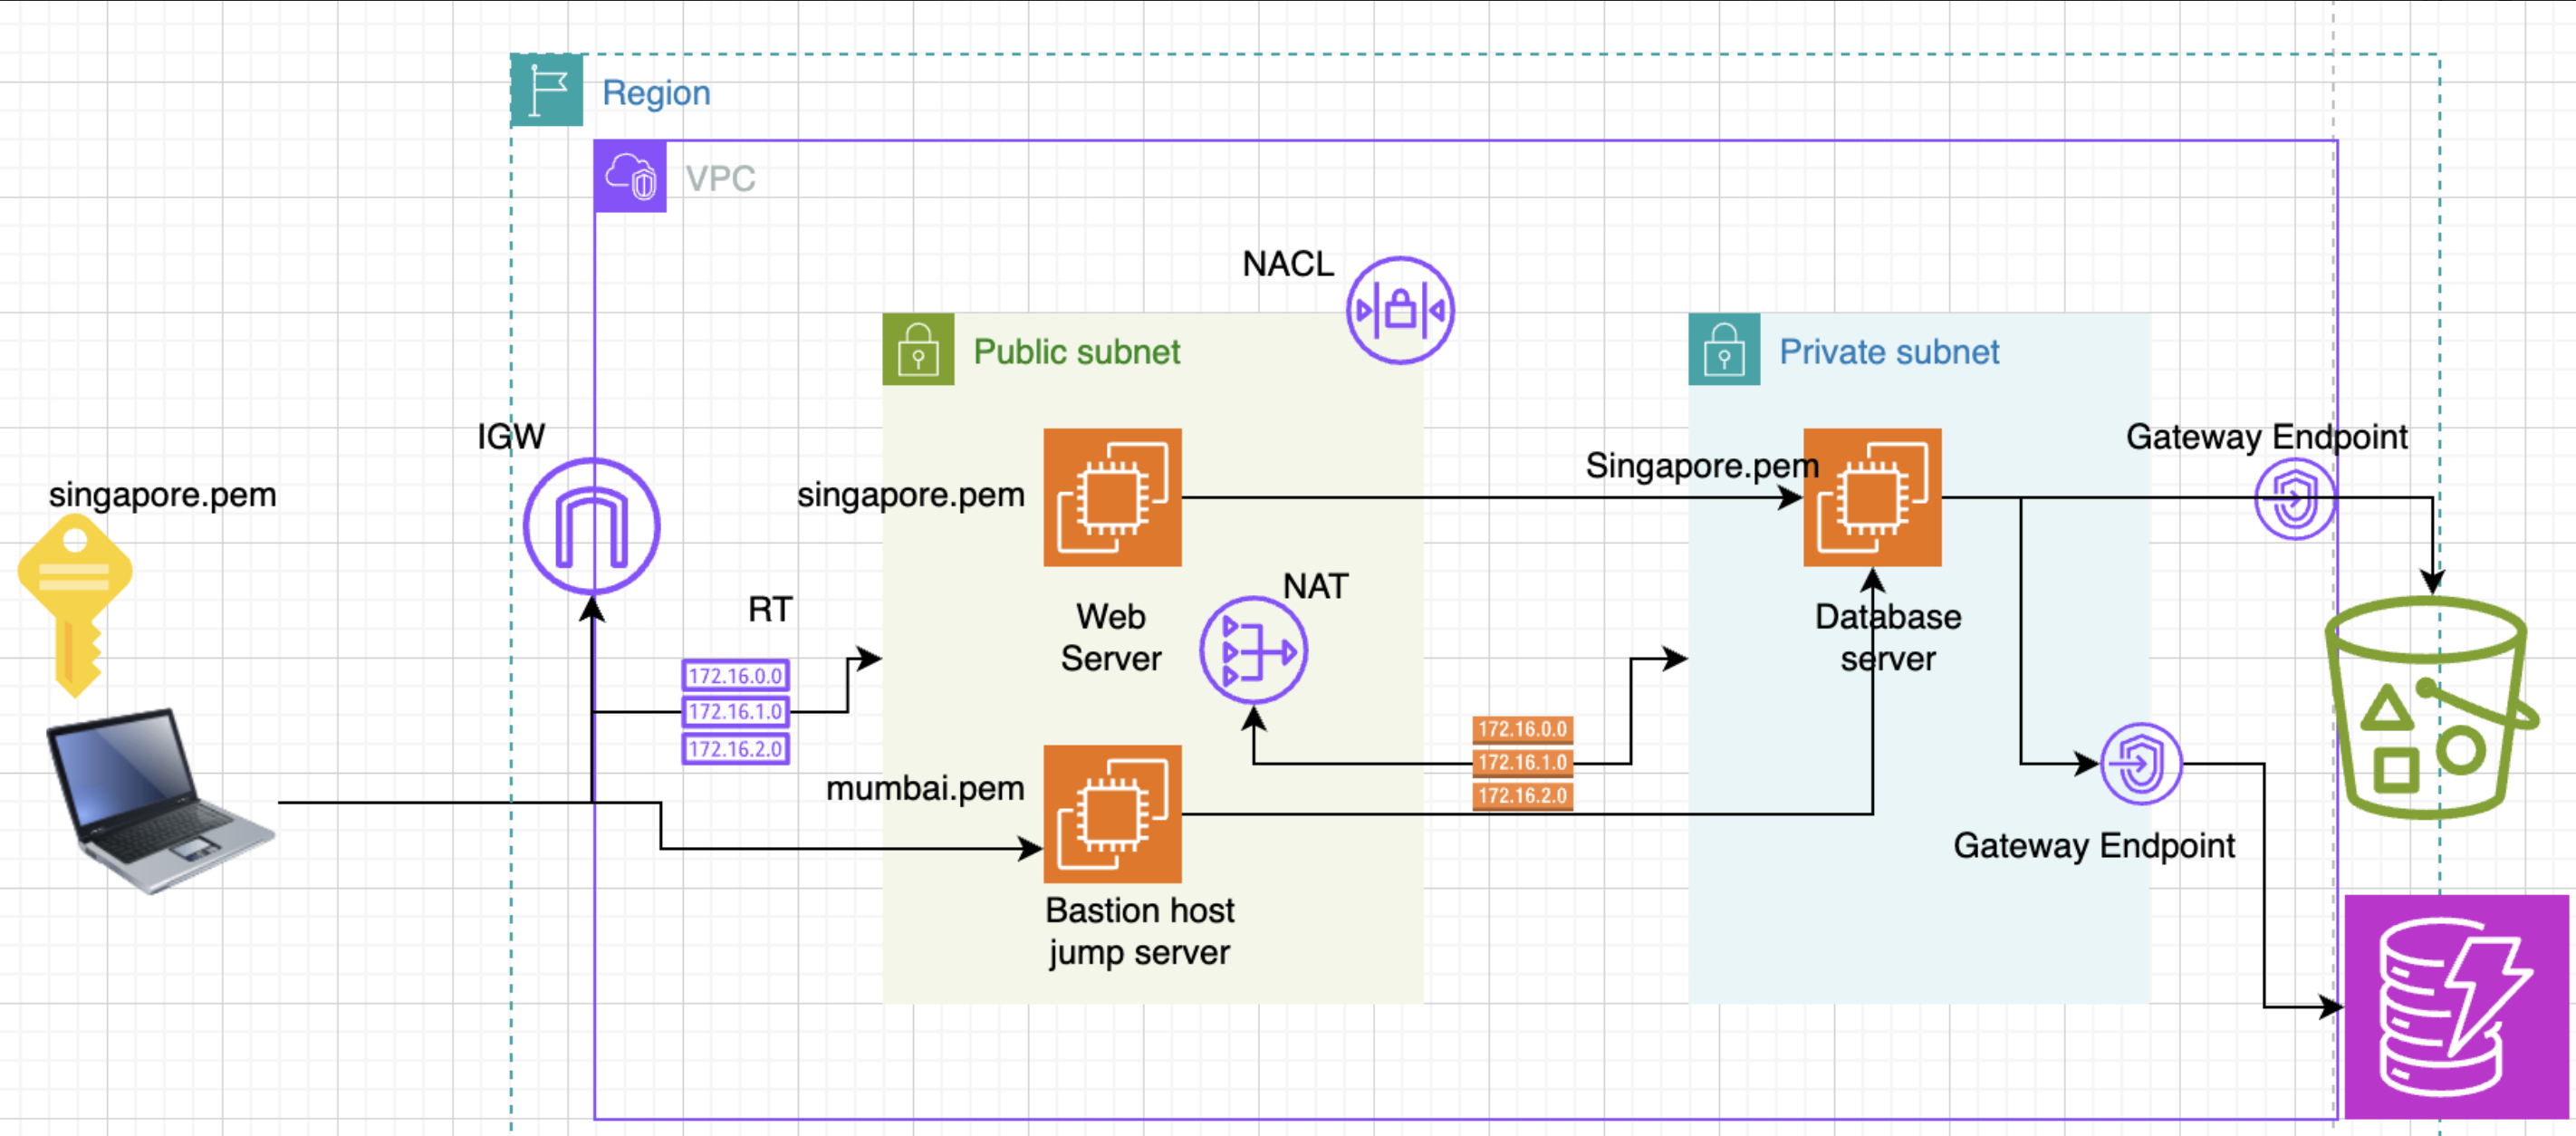 Region
VPC
NACL
Public subnet
Private subnet
IGW
Gateway Endpoint
singapore.pem
singapore.pem
Singapore.pem
NAT
RT
Web
Server
Database
server
172.16.0.0
172.16.1.0
172.16.2.0
172.16.0.0
172.16.1.0
172.16.2.0
mumbai.pem
Gateway Endpoint
Bastion host
jump server